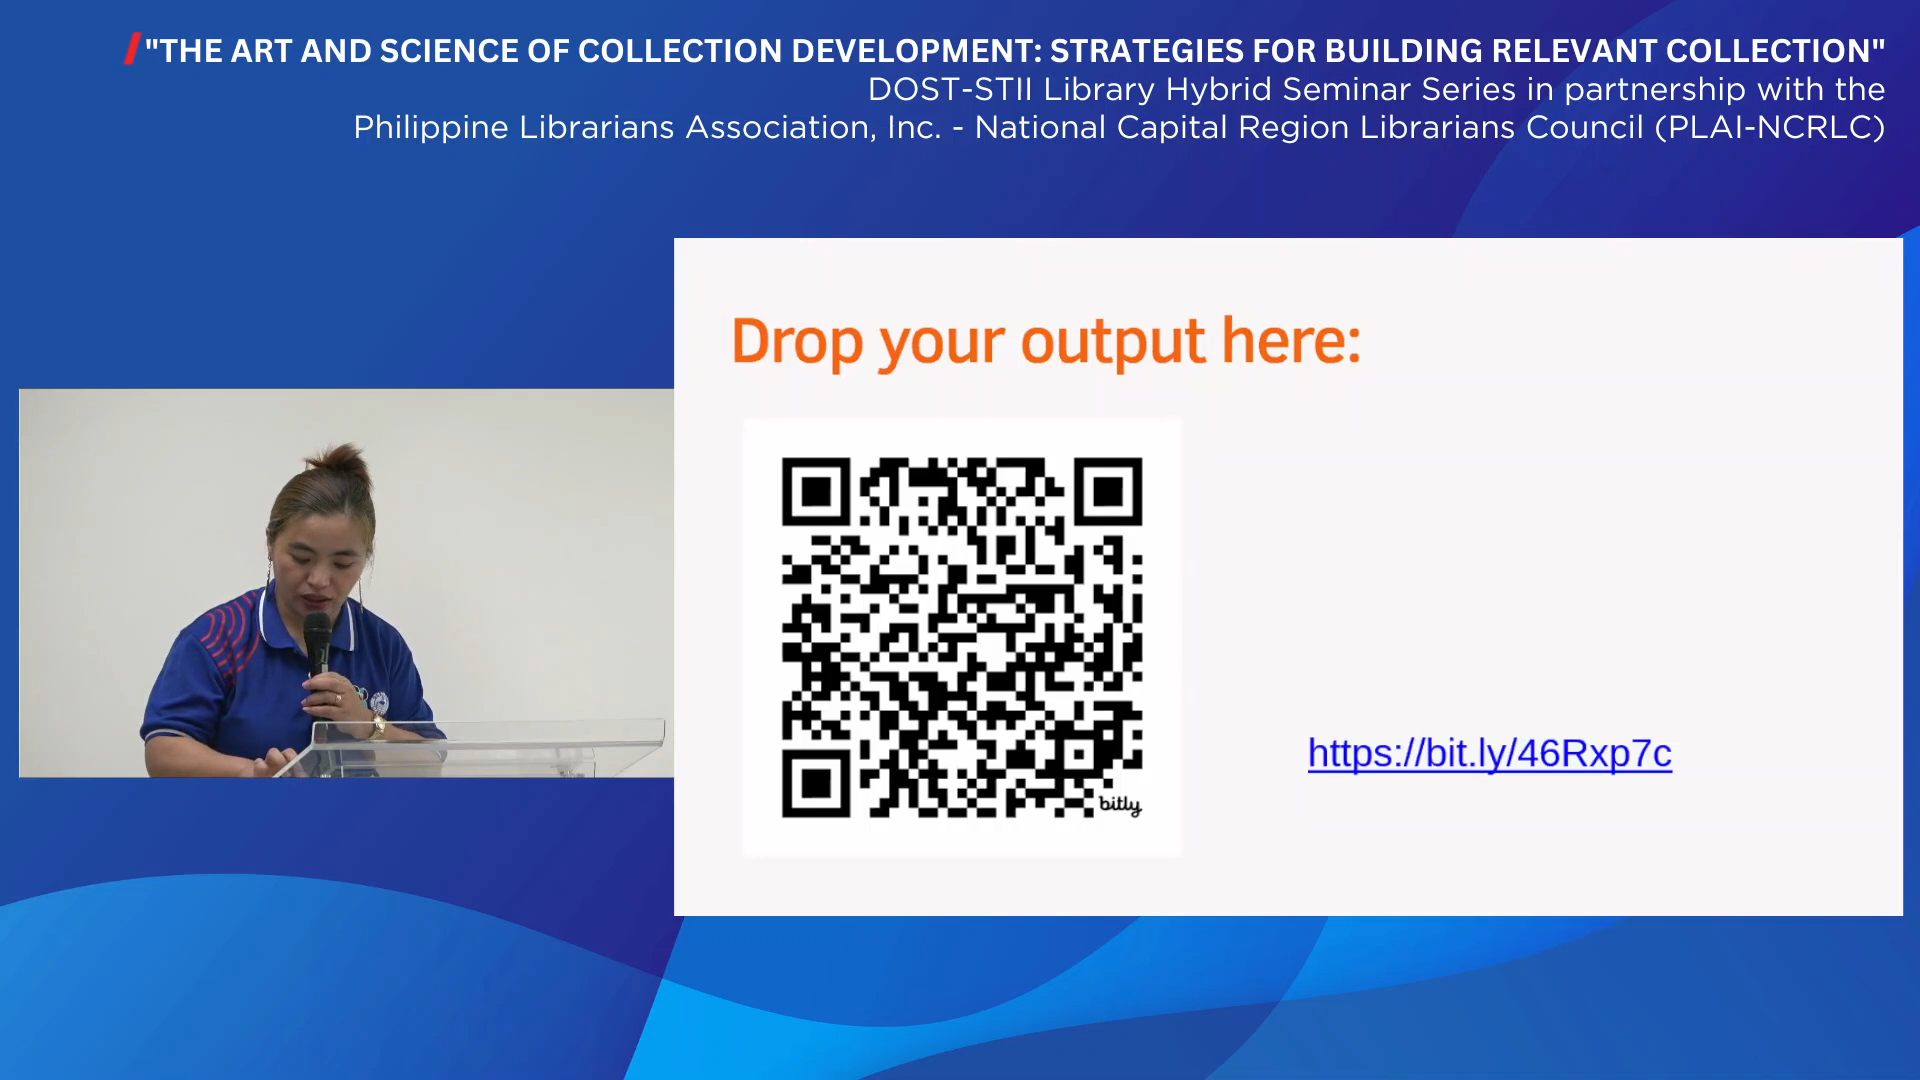 "THE ART AND SCIENCE OF COLLECTION DEVELOPMENT: STRATEGIES FOR BUILDING RELEVANT COLLECTION"
DOST-STII Library Hybrid Seminar Series in partnership with the
Philippine Librarians Association, Inc. - National Capital Region Librarians Council (PLAI-NCRLC)
Drop your output here:
https://bit.ly/46Rxp7c
bitly